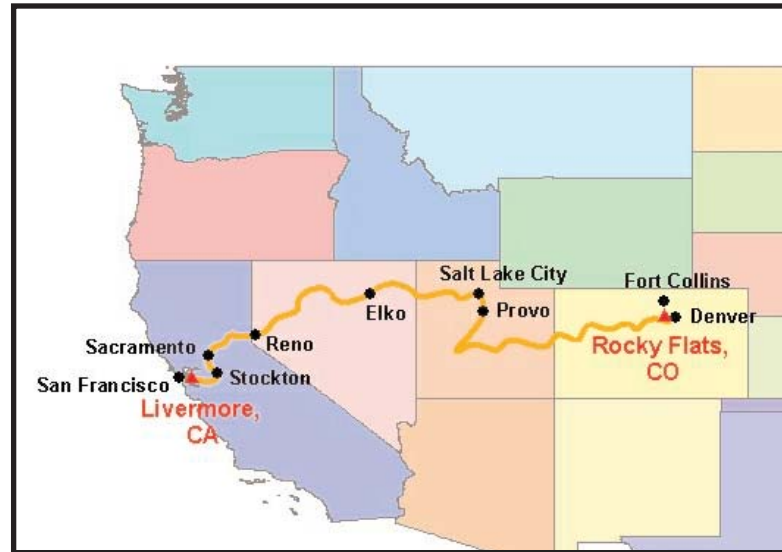 Salt Lake City
Fort Collins
Elko
Provo
Denver
Reno
Rocky Flats,
CO
Sacramento
San Francisco
Stockton
Livermore,
CA